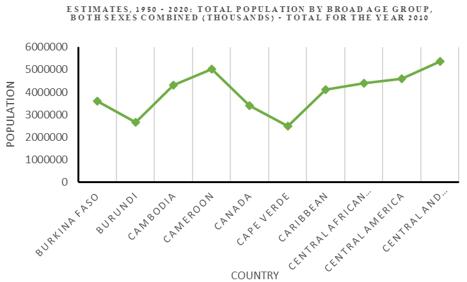 ESTIMATES, 1950 - 2020: TOTAL POPULATION BY BROAD AGE GROUP,
BOTH SEXES COMBINED (THOUSANDS) - TOTAL FOR THE YEAR 2010
6000000
5000000
4000000
3000000
2000000
1000000
0
POPULATION
BURKINA FASO
BURUNDI
CAMBODIA
CAMEROON
CANADA
CAPE VERDE
CARIBBEAN
CENTRAL AFRICAN...
CENTRAL AMERICA
CENTRAL AND...
COUNTRY